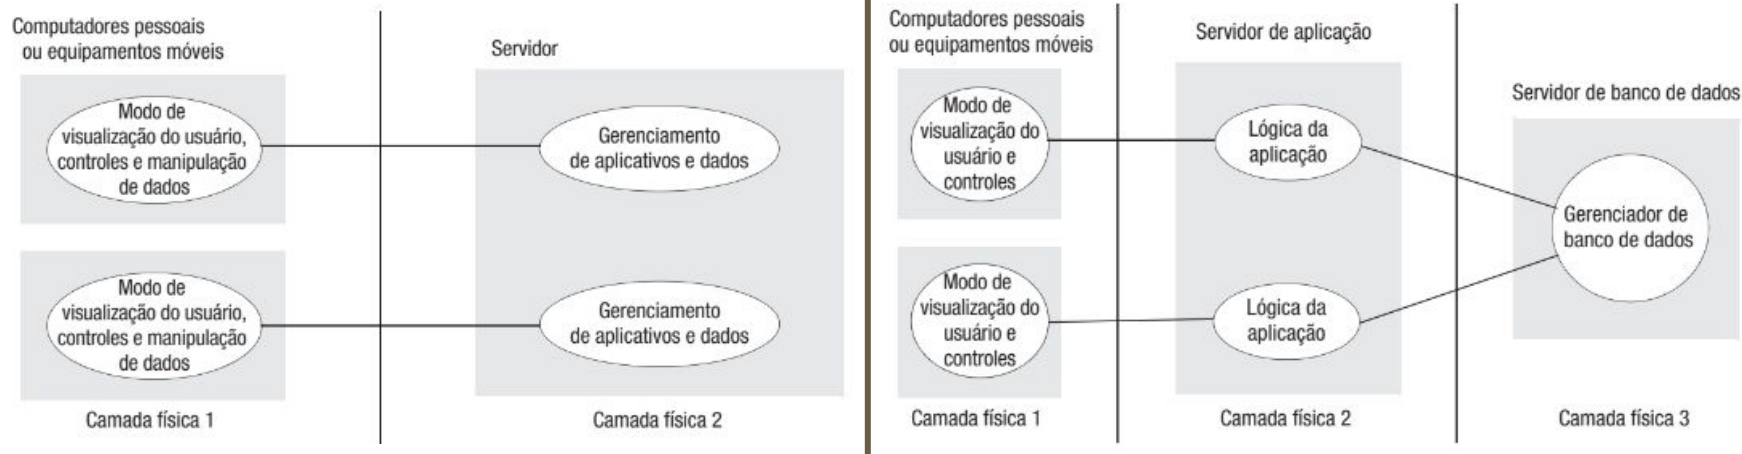 Computadores pessoais
ou equipamentos móveis
Servidor
Modo de
visualização do usuário,
controles e manipulação
de dados
Gerenciamento
de aplicativos e dados
Modo de
visualização do usuário,
controles e manipulação
de dados
Gerenciamento
de aplicativos e dados
Camada física 1
Camada física 2
Computadores pessoais
ou equipamentos móveis
Servidor de aplicação
Servidor de banco de dados
Modo de
visualização do
usuário e
controles
Lógica da
aplicação
Gerenciador de
banco de dados
Modo de
visualização do
usuário e
controles
Lógica da
aplicação
Camada física 1
Camada física 2
Camada física 3